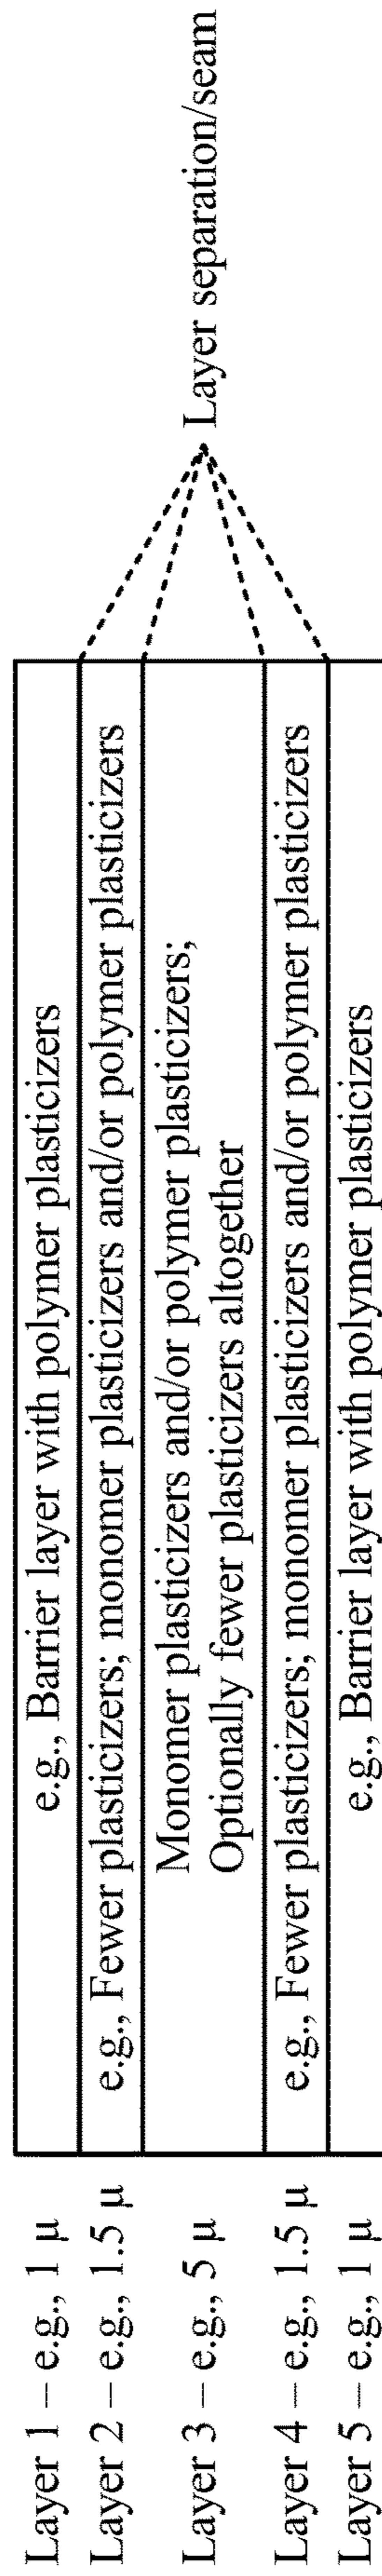 Layer 1 – e.g., 1 μ
e.g., Barrier layer with polymer plasticizers
Layer 2 – e.g., 1.5 μ
e.g., Fewer plasticizers; monomer plasticizers and/or polymer plasticizers
Layer 3 – e.g., 5 μ
Monomer plasticizers and/or polymer plasticizers;
Optionally fewer plasticizers altogether
Layer separation/seam
Layer 4 – e.g., 1.5 μ
e.g., Fewer plasticizers; monomer plasticizers and/or polymer plasticizers
Layer 5 – e.g., 1 μ
e.g., Barrier layer with polymer plasticizers